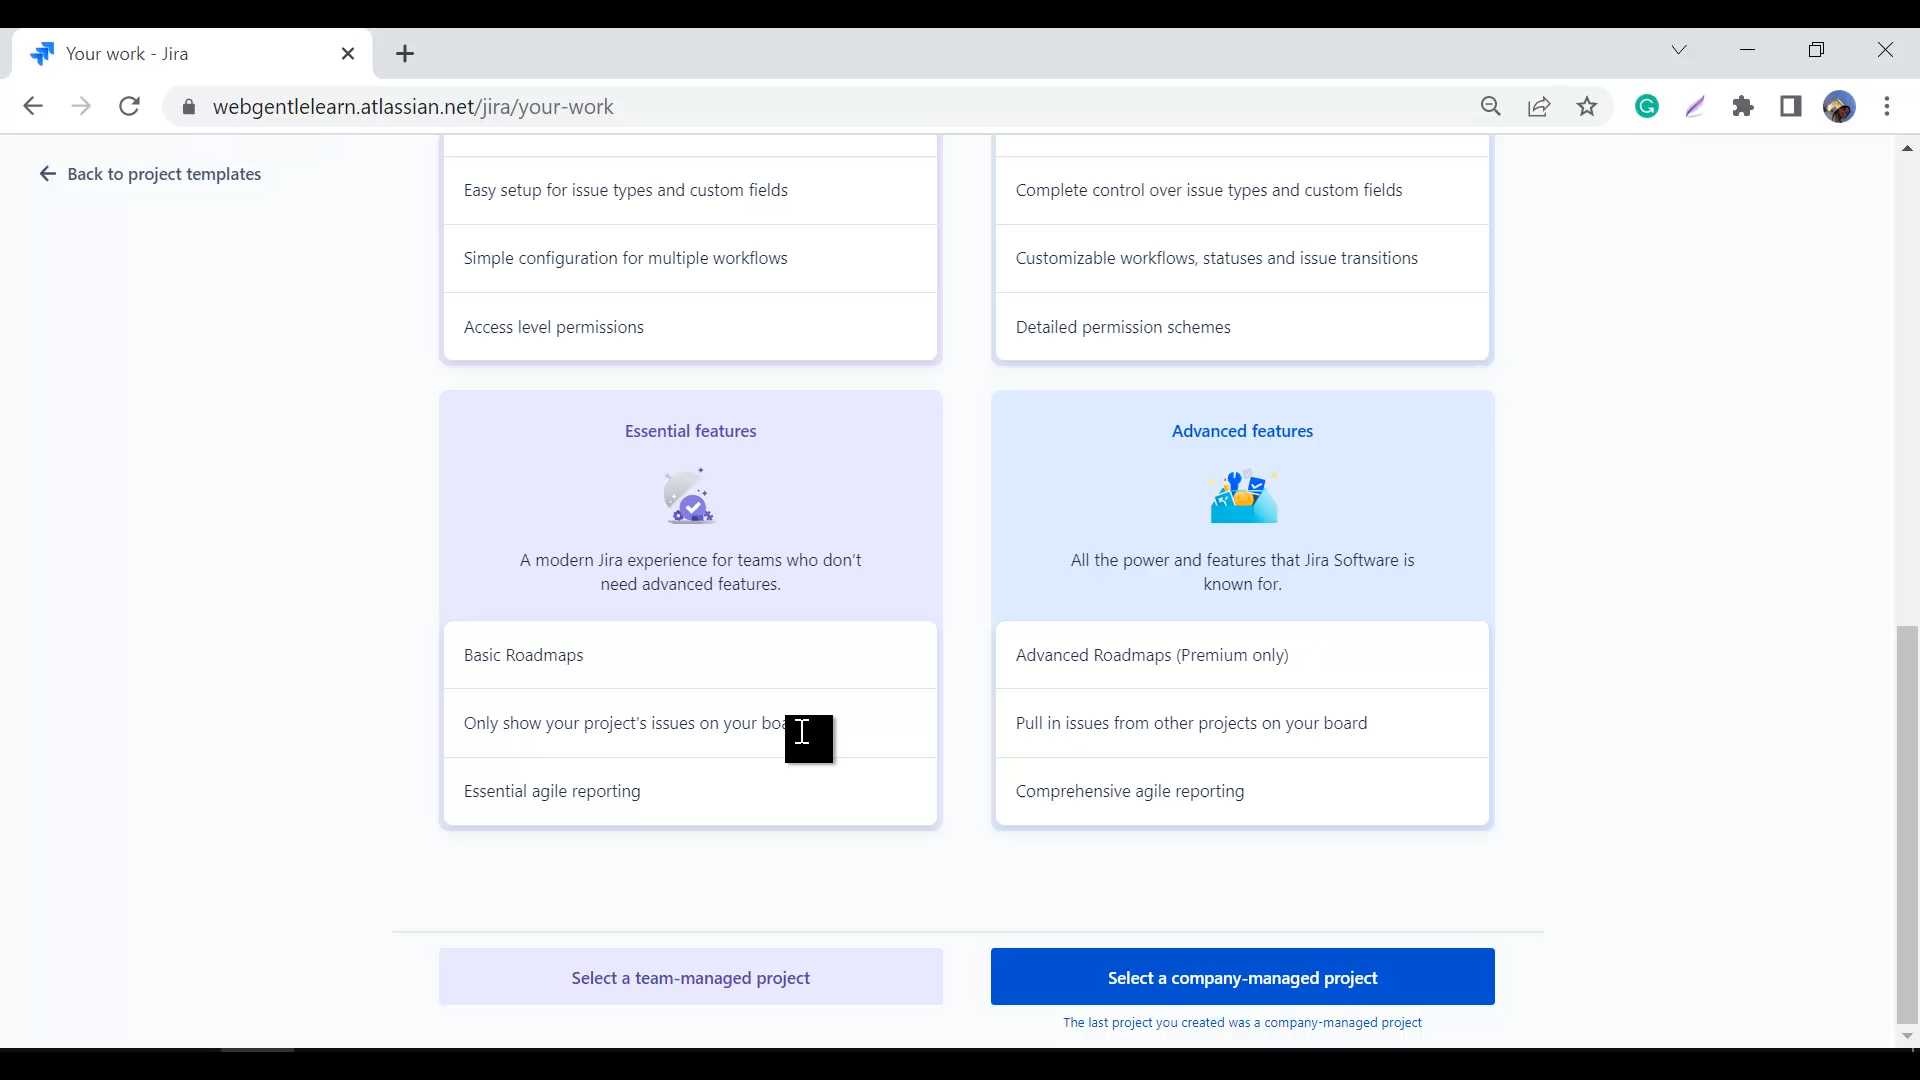 Your work - Jira
webgentlelearn.atlassian.net/jira/your-work
Back to project templates
Easy setup for issue types and custom fields
Simple configuration for multiple workflows
Access level permissions
Complete control over issue types and custom fields
Customizable workflows, statuses and issue transitions
Detailed permission schemes
Essential features
A modern Jira experience for teams who don't
need advanced features.
Basic Roadmaps
Only show your project's issues on your
Essential agile reporting
Advanced features
All the power and features that Jira Software is
known for.
Advanced Roadmaps (Premium only)
Pull in issues from other projects on your board
Comprehensive agile reporting
Select a team-managed project
Select a company-managed project
The last project you created was a company-managed project